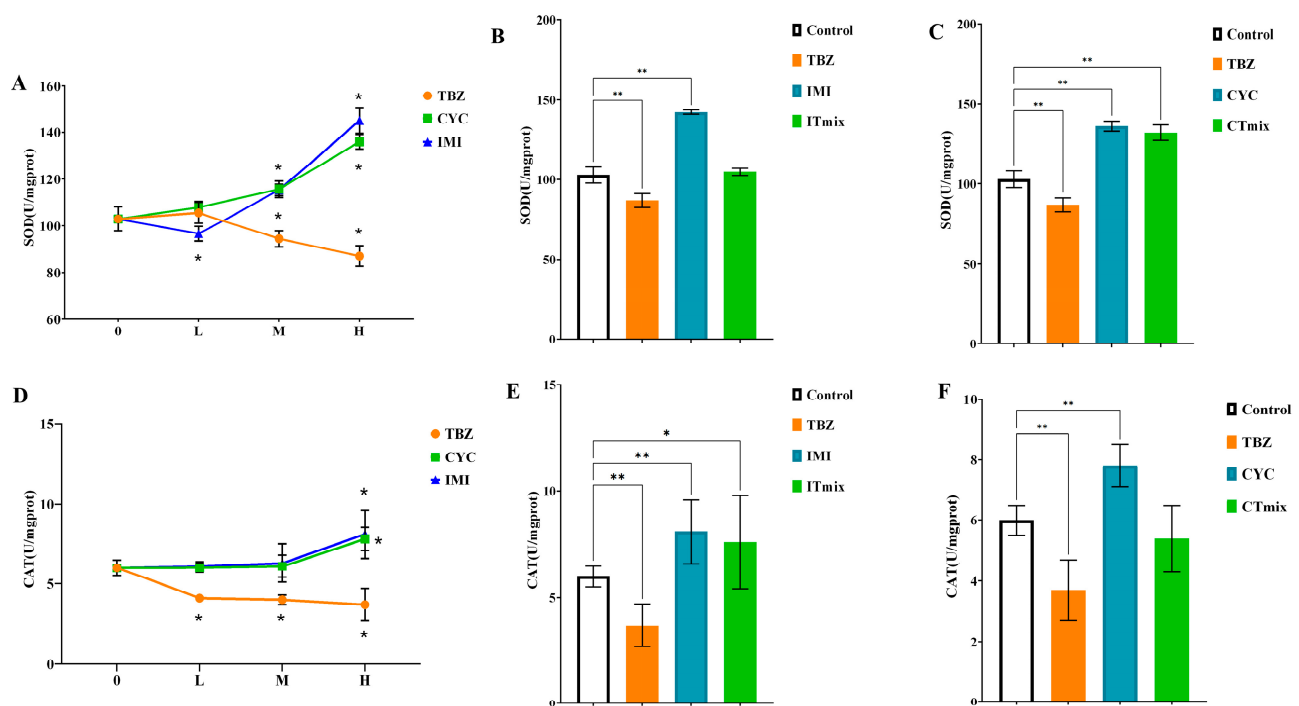 A
SOD(U/mgprot)
160
140
120
100
80
60
0 L M H
* * * * * *
TBZ
CYC
IMI
B
SOD(U/mgprot)
200
150
100
50
0
**
**
Control
TBZ
IMI
ITmix
C
SOD(U/mgprot)
200
150
100
50
0
**
**
**
Control
TBZ
CYC
CTmix
D
CAT(U/mgprot)
15
10
5
0
0 L M H
* * * * *
TBZ
CYC
IMI
E
CAT(U/mgprot)
15
10
5
0
*
**
**
Control
TBZ
IMI
ITmix
F
CAT(U/mgprot)
10
8
6
4
2
0
**
**
Control
TBZ
CYC
CTmix